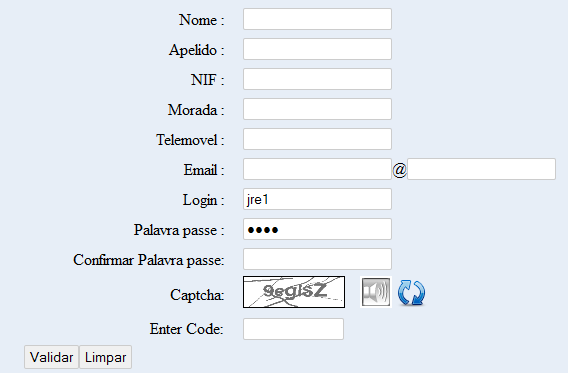 Nome :
Apelido :
NIF :
Morada :
Telemovel :
Email : @
Login : jre1
Palavra passe : ••••
Confirmar Palavra passe:
Captcha:
Enter Code:
Validar Limpar